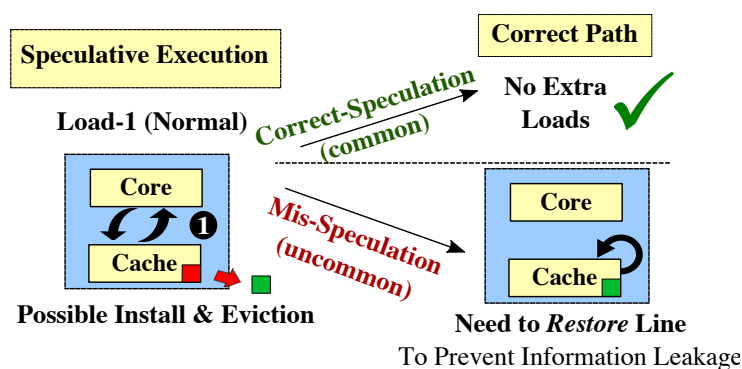 Speculative Execution
Correct Path
Load-1 (Normal)
Correct-Speculation
(common)
No Extra
Loads
Core
1
Cache
Possible Install & Eviction
Mis-Speculation
(uncommon)
Core
Cache
Need to Restore Line
To Prevent Information Leakage